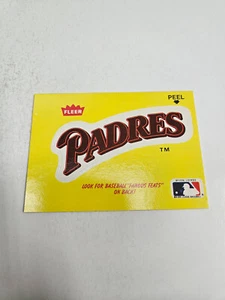 FLEER
PEEL
PADRES
TM
LOOK FOR BASEBALL "FAMOUS FEATS"
ON BACK!